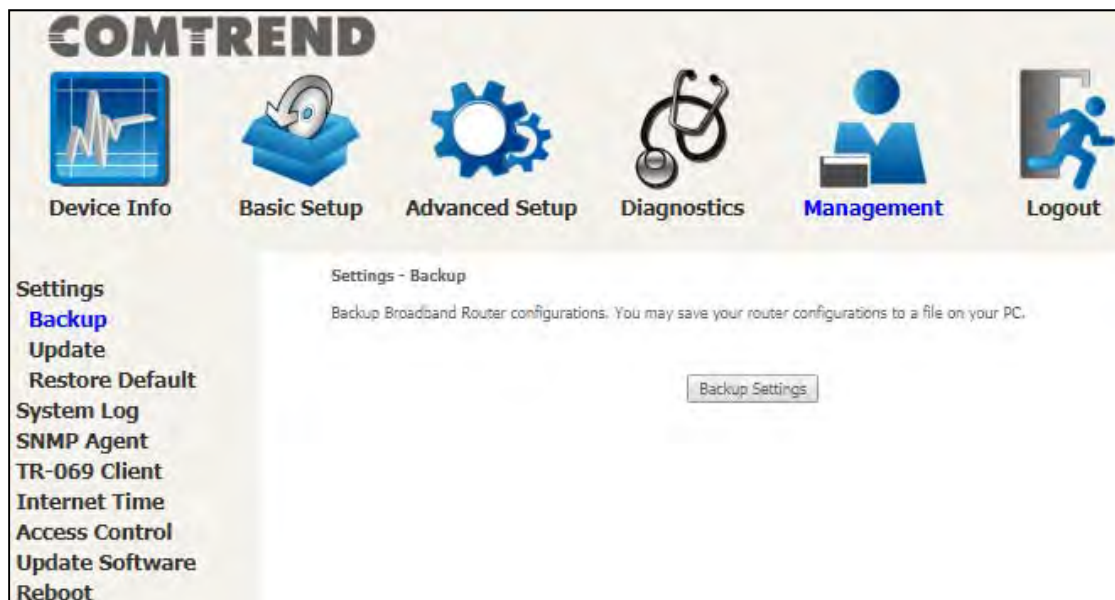 COMTREND
Device Info
Basic Setup
Advanced Setup
Diagnostics
Management
Logout
Settings
Backup
Update
Restore Default
System Log
SNMP Agent
TR-069 Client
Internet Time
Access Control
Update Software
Reboot
Settings - Backup
Backup Broadband Router configurations. You may save your router configurations to a file on your PC.
Backup Settings